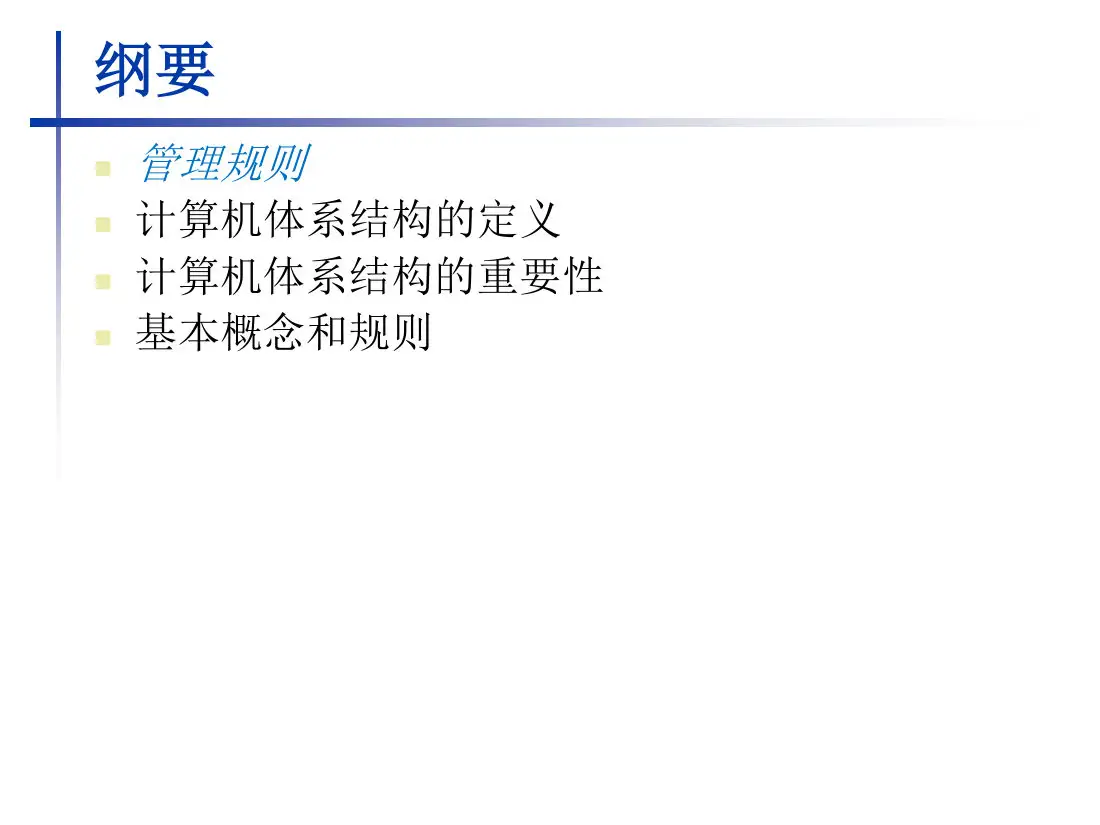 纲要
管理规则
计算机体系结构的定义
计算机体系结构的重要性
基本概念和规则